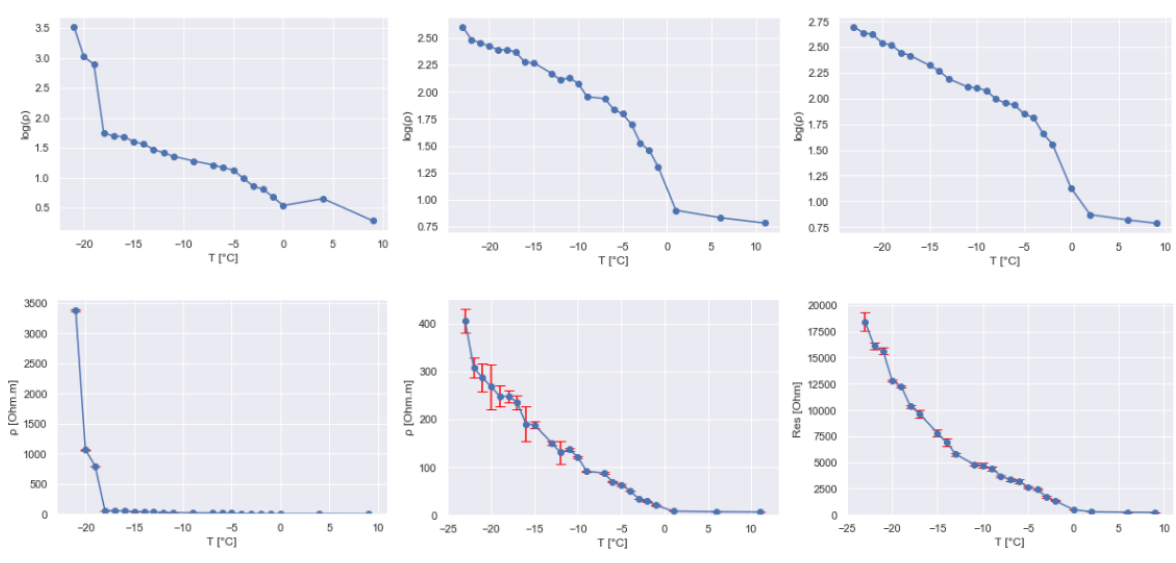 3.5
3.0
2.5
2.0
1.5
1.0
0.5
log(ρ)
−20 −15 −10 −5 0 5 10
T [°C]
2.50
2.25
2.00
1.75
1.50
1.25
1.00
0.75
log(ρ)
−20 −15 −10 −5 0 5 10
T [°C]
2.75
2.50
2.25
2.00
1.75
1.50
1.25
1.00
0.75
log(ρ)
−20 −15 −10 −5 0 5 10
T [°C]
3500
3000
2500
2000
1500
1000
500
0
ρ [Ohm.m]
−20 −15 −10 −5 0 5 10
T [°C]
400
300
200
100
0
ρ [Ohm.m]
−25 −20 −15 −10 −5 0 5 10
T [°C]
20000
17500
15000
12500
10000
7500
5000
2500
0
Res [Ohm]
−25 −20 −15 −10 −5 0 5 10
T [°C]